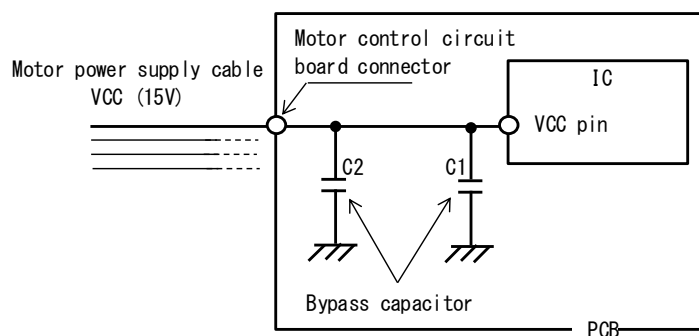 Motor control circuit
board connector
Motor power supply cable
VCC (15V)
IC
VCC pin
C2
C1
Bypass capacitor
PCB